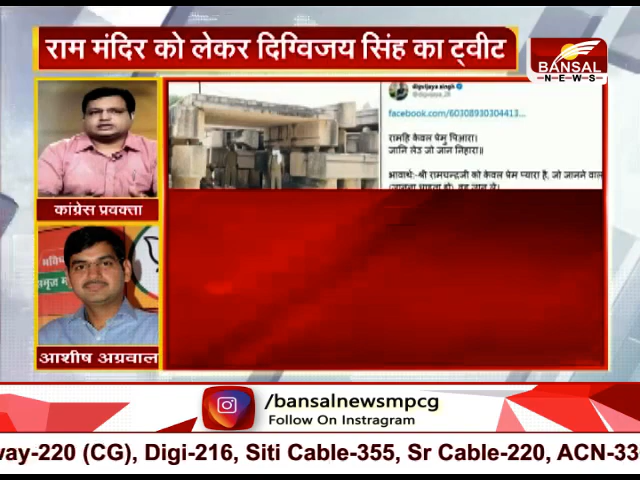 राम मंदिर को लेकर दिग्विजय सिंह का ट्वीट
BANSAL
NEWS
digvijaya singh
@digvijaya_28
facebook.com/60308930304413...
रामहि केवल प्रेमु पिआरा।
जानि लेउ जो जान निहारा॥
भावार्थ:-श्री रामचन्द्रजी को केवल प्रेम प्यारा है, जो जानने वाल
कांग्रेस प्रवक्ता
आशीष अग्रवाल
/bansalnewsmpcg
Follow On Instagram
way-220 (CG), Digi-216, Siti Cable-355, Sr Cable-220, ACN-33